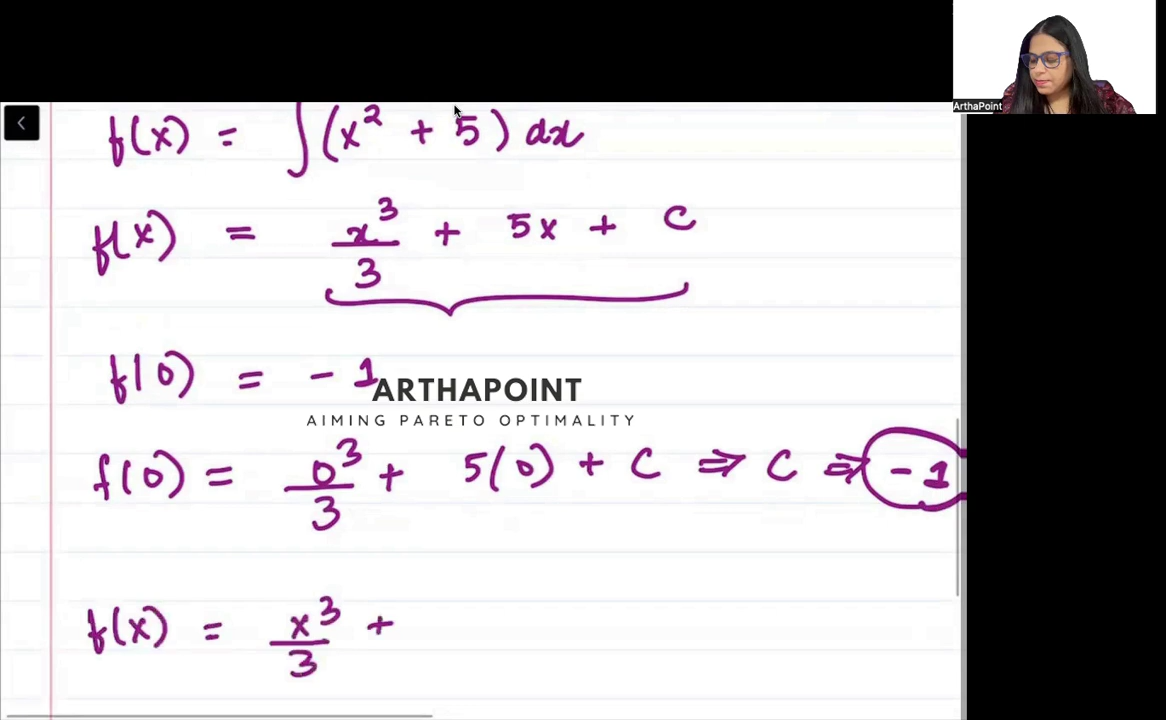 ArthaPoint
f(x) = ∫(x² + 5) dx
f(x) = x³/3 + 5x + C
f(0) = - 1
ARTHAPOINT
AIMING PARETO OPTIMALITY
f(0) = 0³/3 + 5(0) + C ⇒ C ⇒ -1
f(x) = x³/3 +